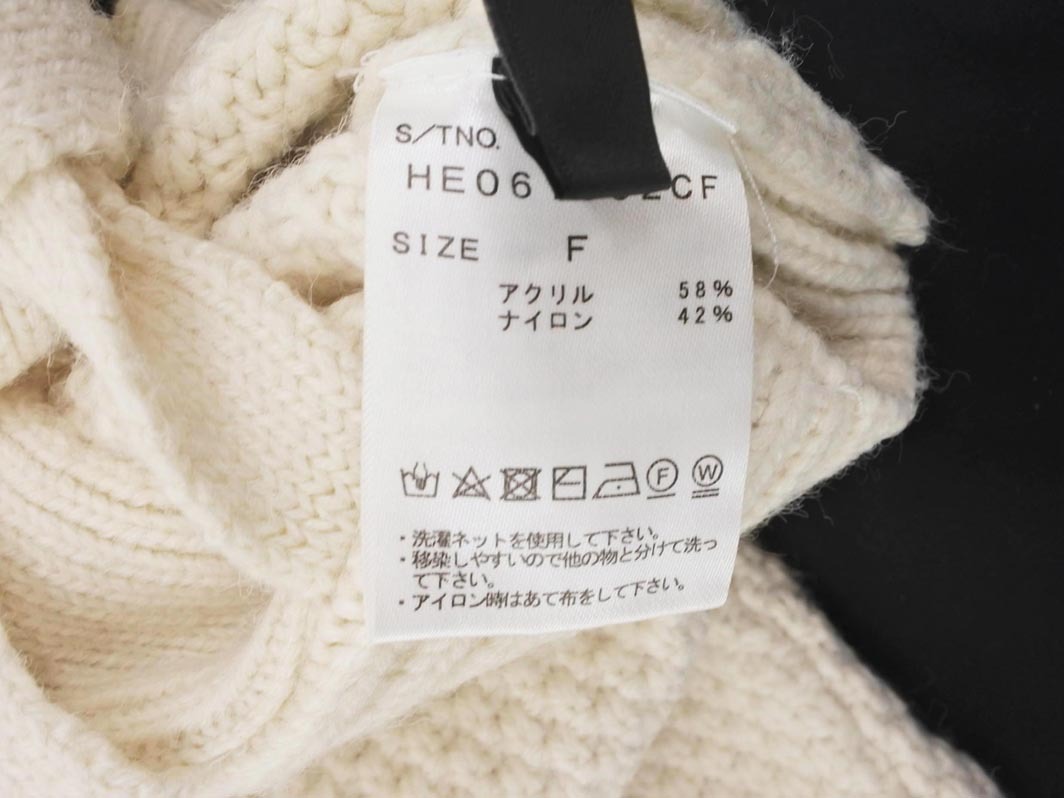 S/TNO.
HE06 CF
SIZE F
アクリル 58%
ナイロン 42%
F W
・洗濯ネットを使用して下さい。
・移染しやすいので他の物と分けて洗っ
て下さい。
・アイロン時はあて布をして下さい。